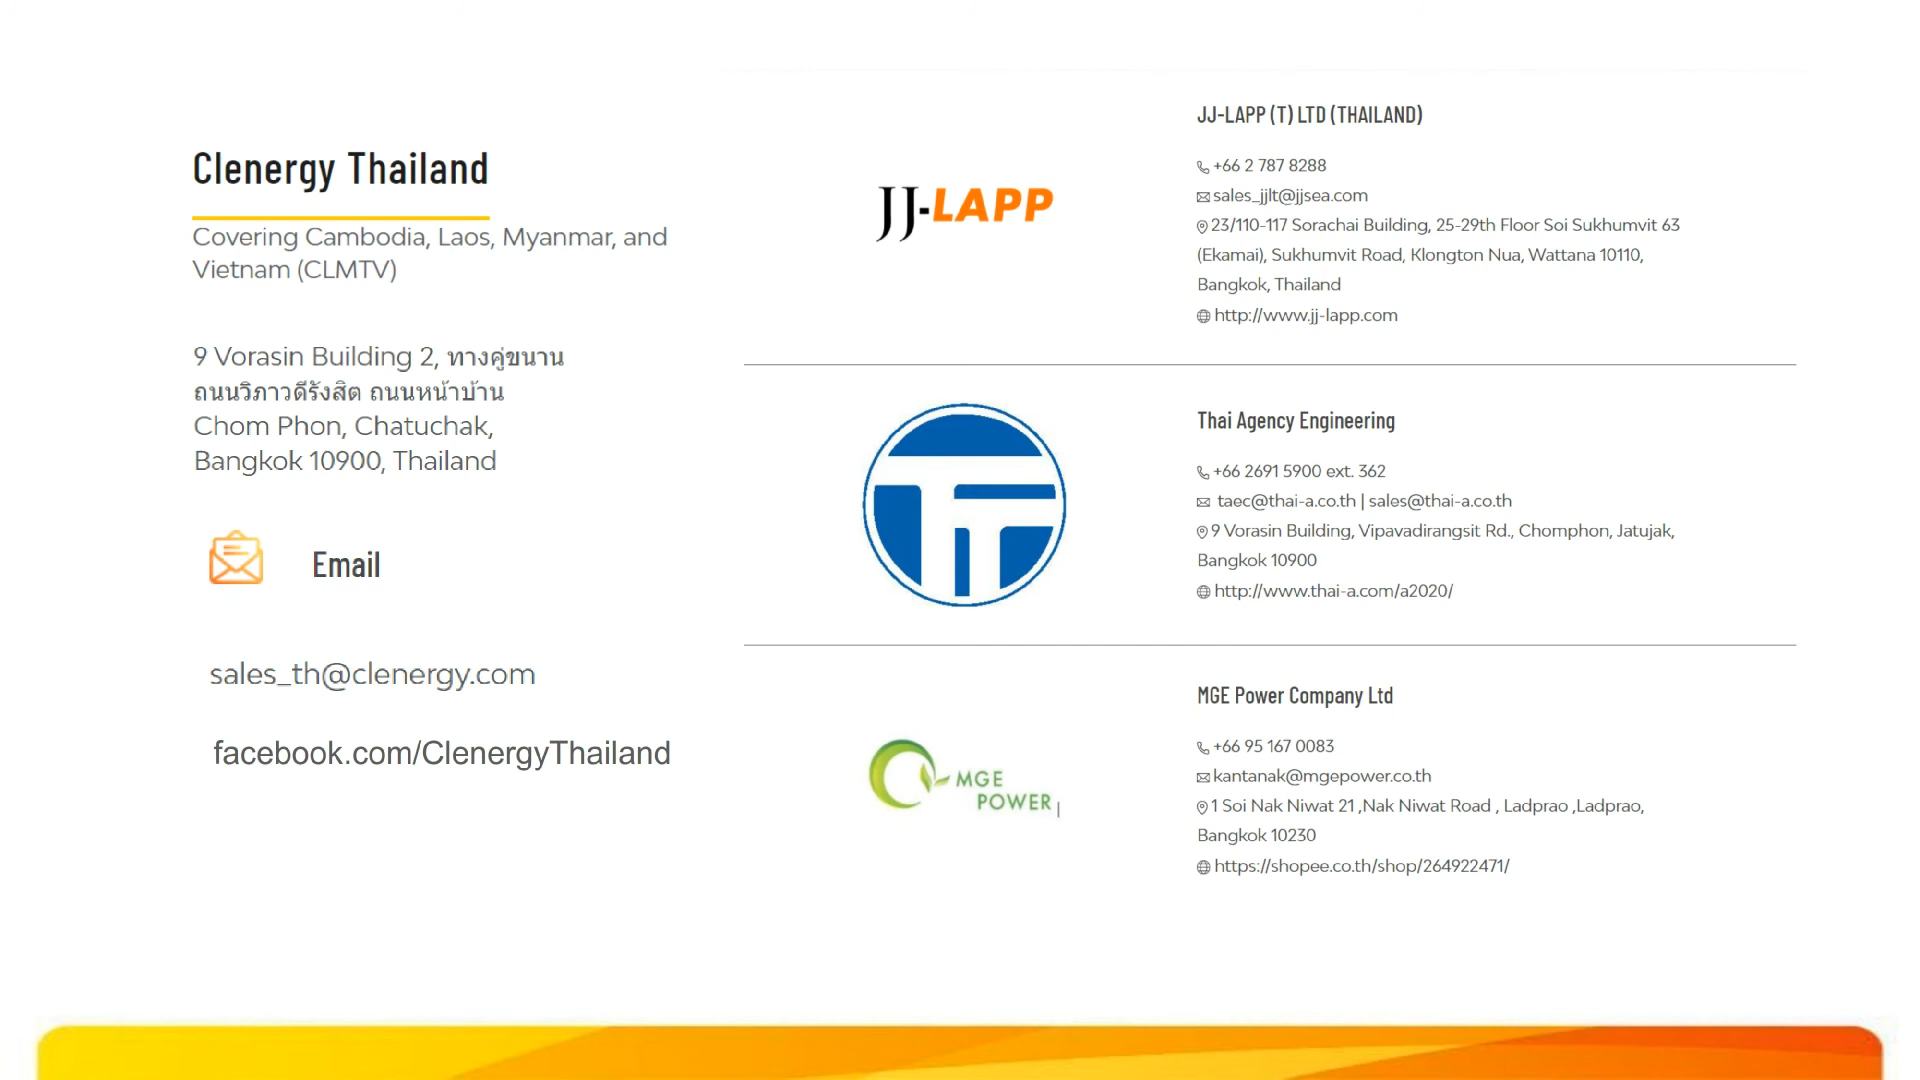 Clenergy Thailand
Covering Cambodia, Laos, Myanmar, and
Vietnam (CLMTV)
9 Vorasin Building 2, ทางคู่ขนาน
ถนนวิภาวดีรังสิต ถนนหน้าบ้าน
Chom Phon, Chatuchak,
Bangkok 10900, Thailand
Email
sales_th@clenergy.com
facebook.com/ClenergyThailand
JJ-LAPP
JJ-LAPP (T) LTD (THAILAND)
+66 2 787 8288
sales_jjlt@jjsea.com
23/110-117 Sorachai Building, 25-29th Floor Soi Sukhumvit 63
(Ekamai), Sukhumvit Road, Klongton Nua, Wattana 10110,
Bangkok, Thailand
http://www.jj-lapp.com
Thai Agency Engineering
+66 2691 5900 ext. 362
taec@thai-a.co.th | sales@thai-a.co.th
9 Vorasin Building, Vipavadirangsit Rd., Chomphon, Jatujak,
Bangkok 10900
http://www.thai-a.com/a2020/
MGE
POWER
MGE Power Company Ltd
+66 95 167 0083
kantanak@mgepower.co.th
1 Soi Nak Niwat 21 ,Nak Niwat Road , Ladprao ,Ladprao,
Bangkok 10230
https://shopee.co.th/shop/264922471/